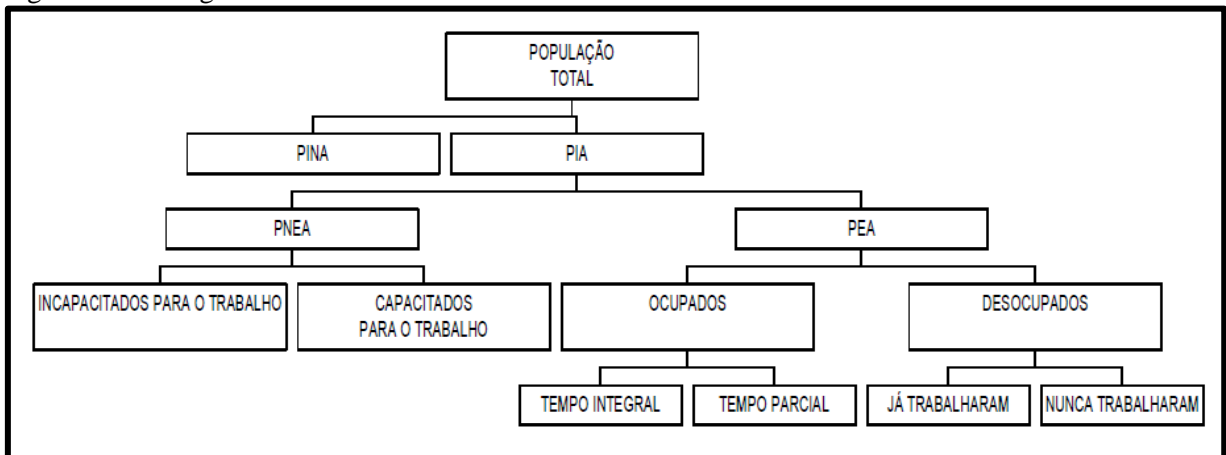 POPULAÇÃO
TOTAL
PINA
PIA
PNEA
PEA
INCAPACITADOS PARA O TRABALHO
CAPACITADOS
PARA O TRABALHO
OCUPADOS
DESOCUPADOS
TEMPO INTEGRAL
TEMPO PARCIAL
JÁ TRABALHARAM
NUNCA TRABALHARAM